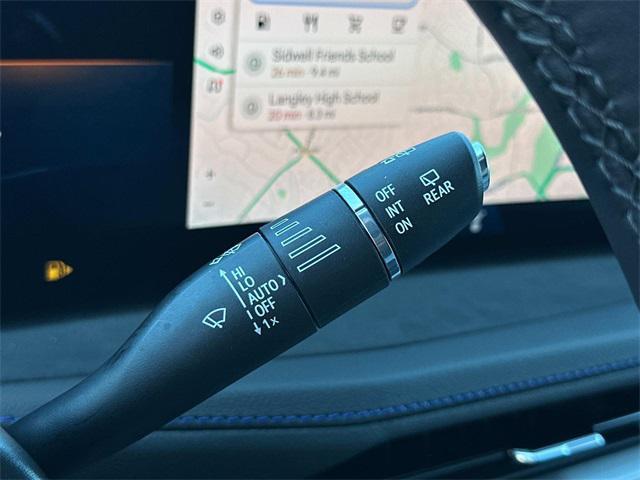 Sidwell Friends School
26 min · 9.4 mi
Langley High School
20 min · 8.3 mi
OFF
INT
ON
REAR
HI
LO
AUTO
OFF
1x